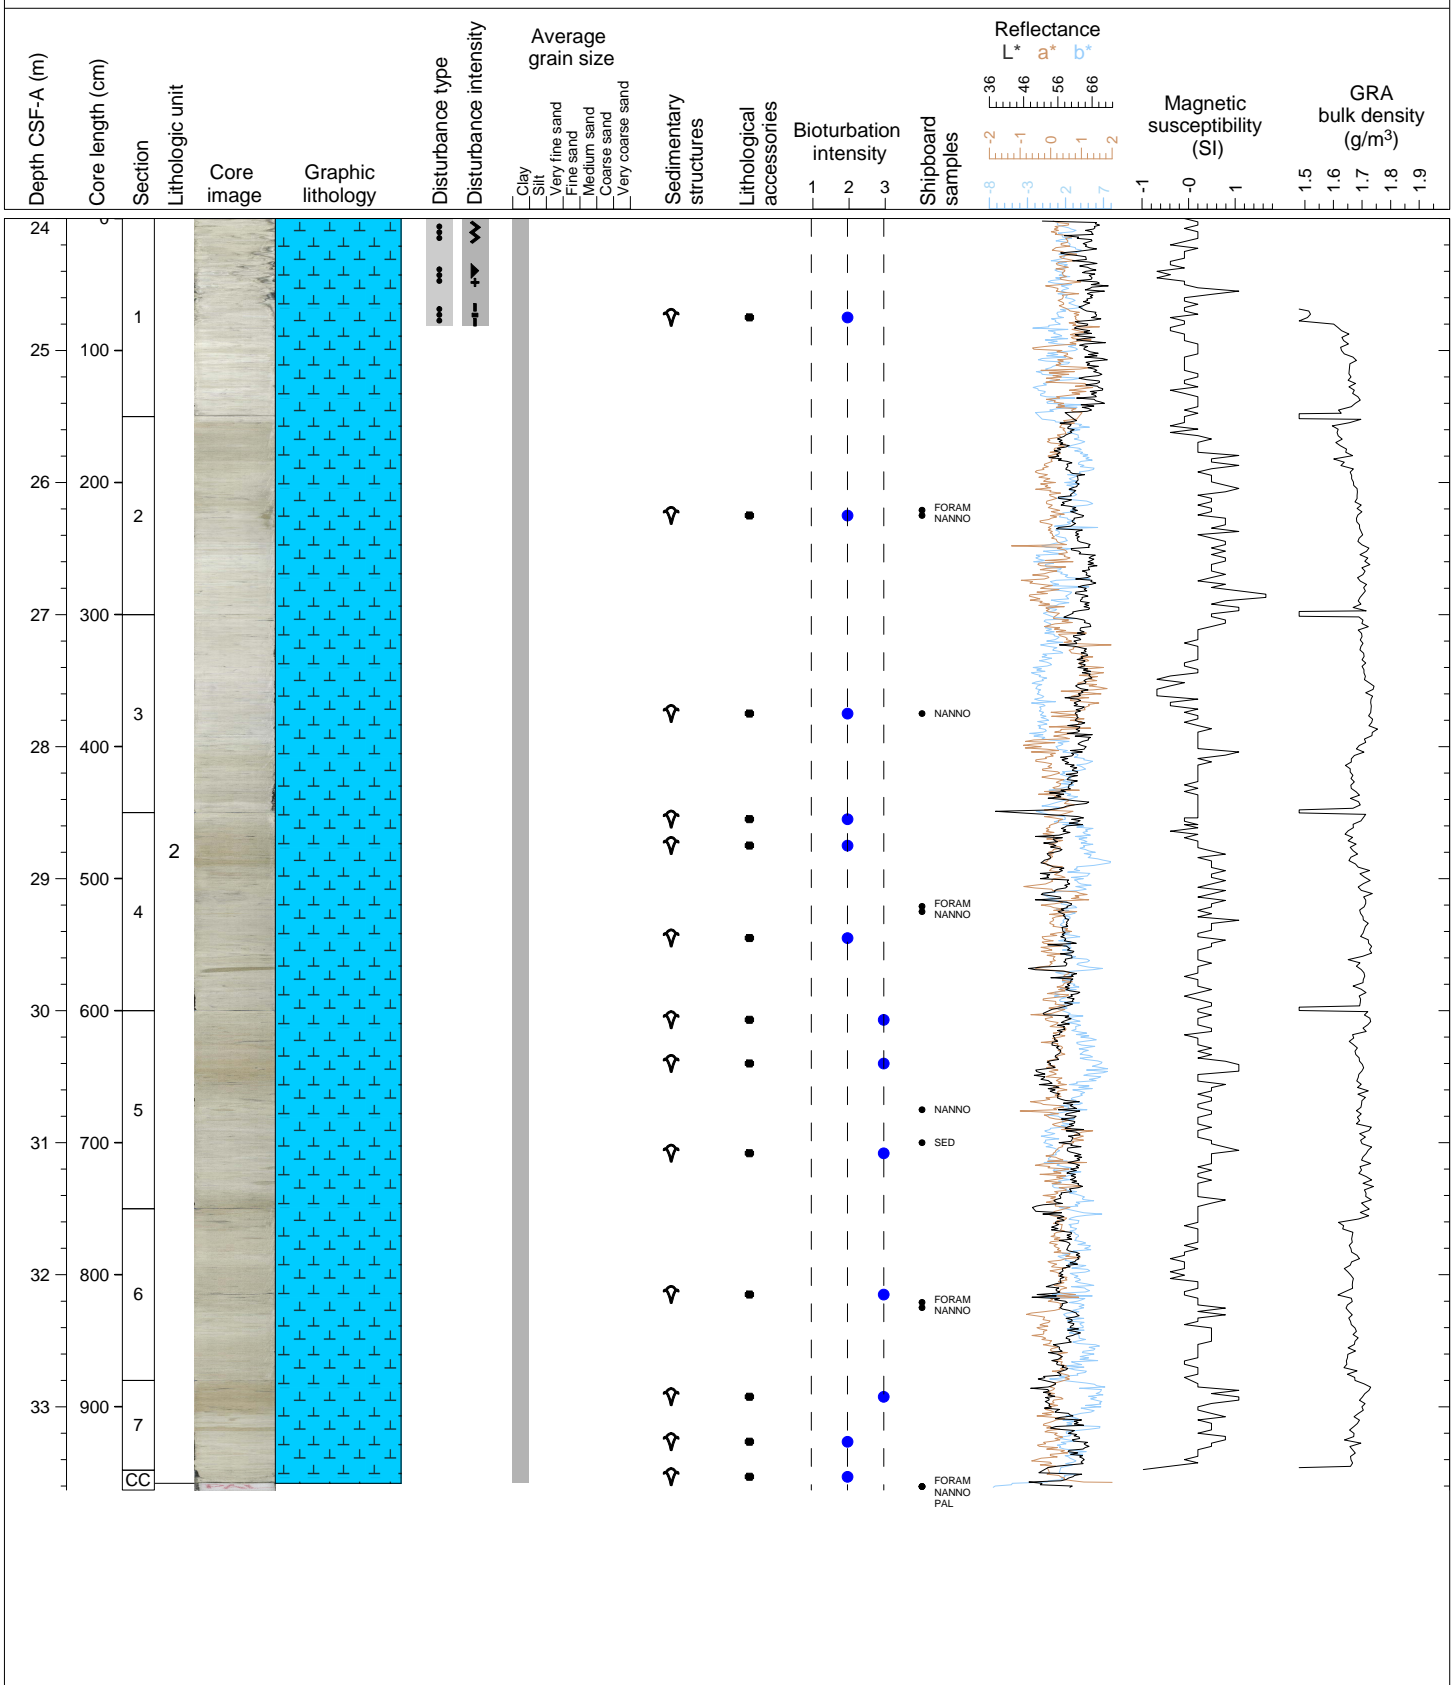 Depth CSF-A (m)
Core length (cm)
Section
Lithologic unit
Core
image
Graphic
lithology
Disturbance type
Disturbance intensity
Average
grain size
Clay
Silt
Very fine sand
Fine sand
Medium sand
Coarse sand
Very coarse sand
Sedimentary
structures
Lithological
accessories
Bioturbation
intensity
1 2 3
Shipboard
samples
Reflectance
L* a* b*
36 46 56 66
-2 -1 0 1 2
-8 -3 2 7
Magnetic
susceptibility
(SI)
-1 -0 1
GRA
bulk density
(g/m³)
1.5 1.6 1.7 1.8 1.9
24 0
1
25 100
26 200
2
FORAM
NANNO
27 300
3
NANNO
28 400
2
29 500
4
FORAM
NANNO
30 600
5
NANNO
31 700
SED
32 800
6
FORAM
NANNO
33 900
7
CC
FORAM
NANNO
PAL
PAL